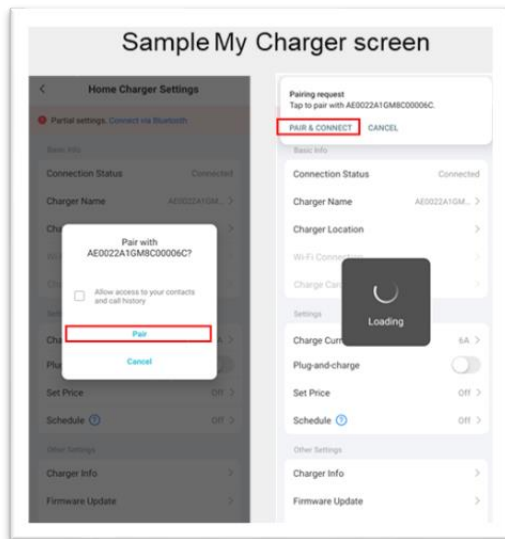 Sample My Charger screen
Home Charger Settings
Partial settings. Connect via Bluetooth
Basic Info
Connection Status Connected
Charger Name AE0022A1GM... >
Pair with
AE0022A1GM8C00006C?
Allow access to your contacts
and call history
Pair
Cancel
Set Price Off >
Schedule ? Off >
Other Settings
Charger Info >
Firmware Update >
Pairing request
Tap to pair with AE0022A1GM8C00006C.
PAIR & CONNECT CANCEL
Basic Info
Connection Status Connected
Charger Name AE0022A1GM... >
Charger Location >
Wi-Fi
Loading
Settings
6A >
Plug-and-charge
Set Price Off >
Schedule ? Off >
Other Settings
Charger Info >
Firmware Update >